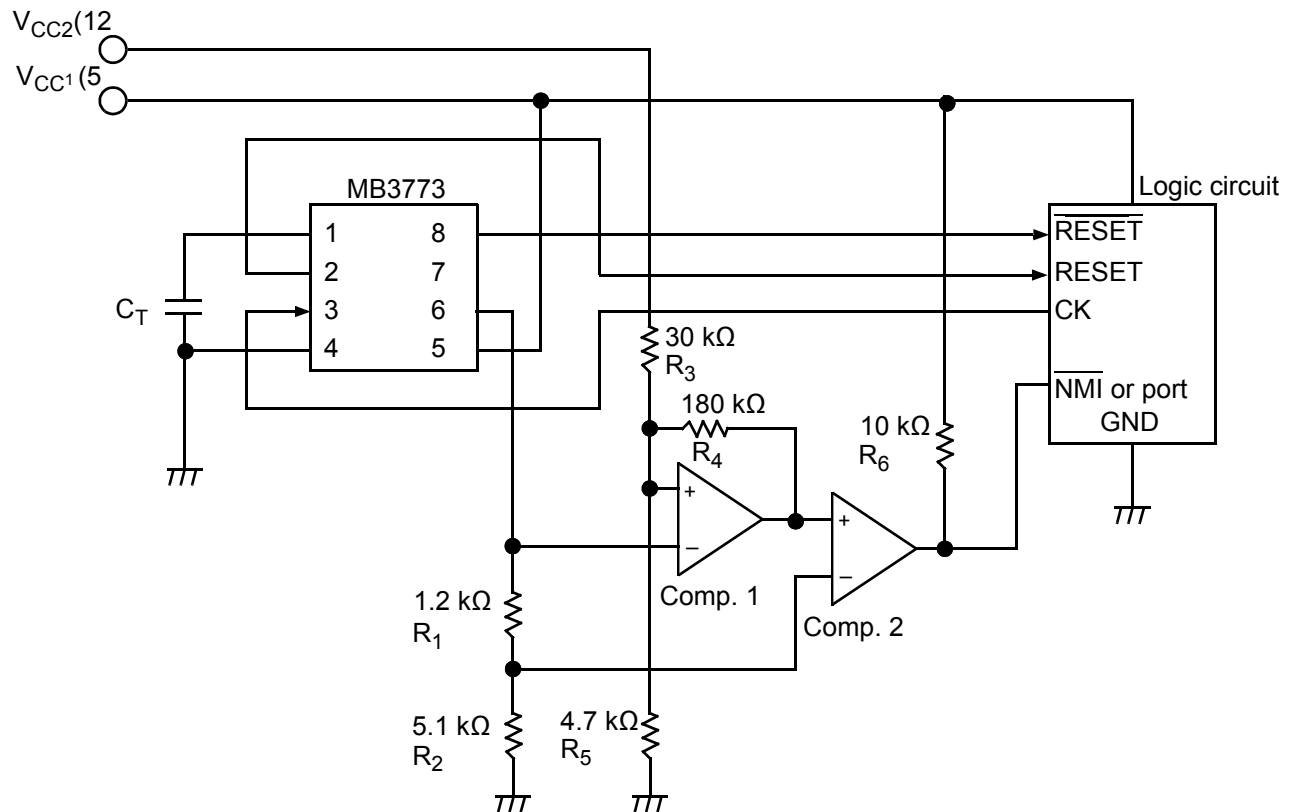 VCC2(12
VCC1(5
MB3773
Logic circuit
1 8
2 7
3 6
4 5
CT
RESET
RESET
CK
NMI or port
GND
30 kΩ
R3
180 kΩ
R4
10 kΩ
R6
+
−
Comp. 1
+
−
Comp. 2
1.2 kΩ
R1
5.1 kΩ
R2
4.7 kΩ
R5